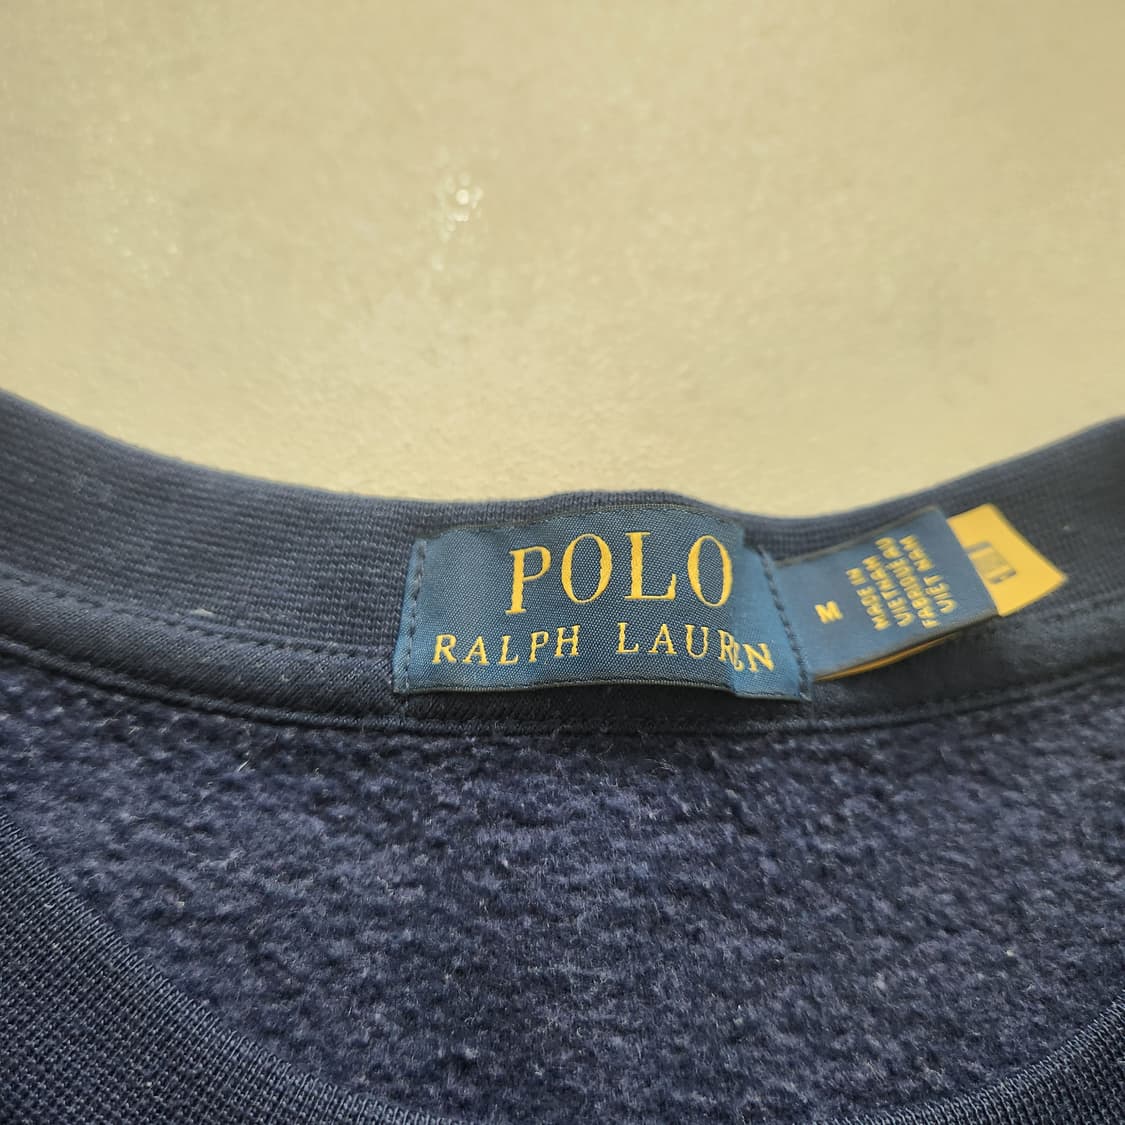 POLO
RALPH LAUREN
M
MADE IN
VIETNAM
FABRIQUÉ AU
VIET NAM